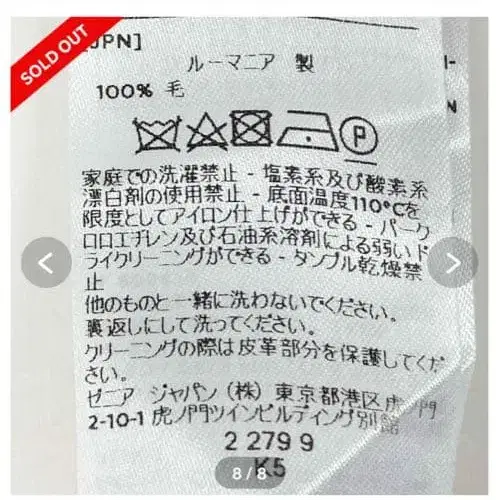 SOLD OUT
[JPN]
ルーマニア 製
100% 毛
P
家庭での洗濯禁止 - 塩素系及び酸素系
漂白剤の使用禁止 - 底面温度110℃を
限度としてアイロン仕上げができる - パーク
ロロエチレン及び石油系溶剤による弱いド
ライクリーニングができる - タンブル乾燥禁
止
他のものと一緒に洗わないでください。
裏返しにして洗ってください。
クリーニングの際は皮革部分を保護してくだ
さい。
ゼニア ジャパン (株) 東京都港区虎ノ門
2-10-1 虎ノ門ツインビルディング別館
2 279 9
K5
8/8